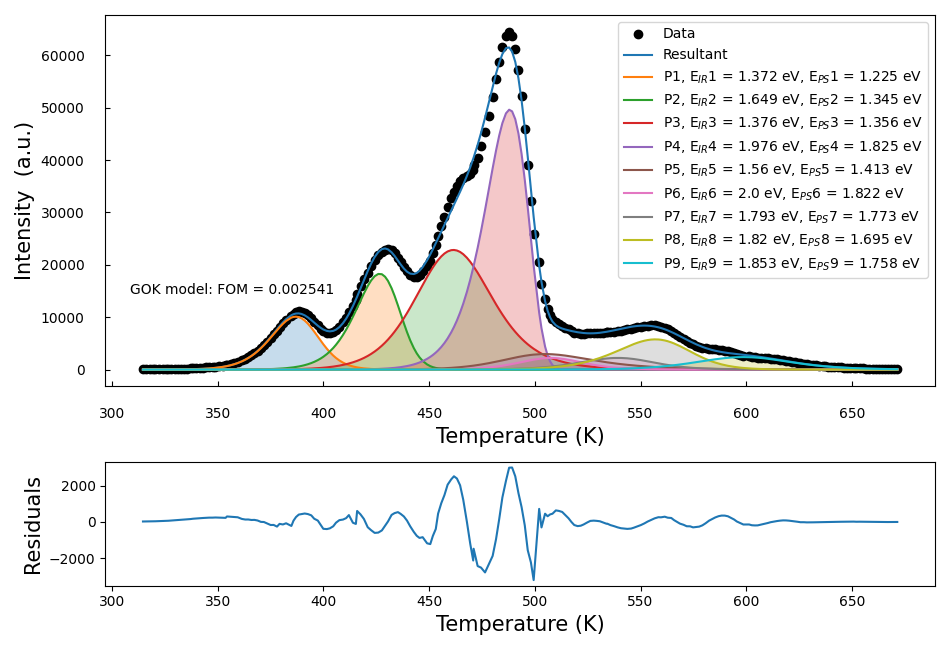 60000
50000
40000
30000
20000
10000
0
Intensity (a.u.)
Data
Resultant
P1, E_IR1 = 1.372 eV, E_PS1 = 1.225 eV
P2, E_IR2 = 1.649 eV, E_PS2 = 1.345 eV
P3, E_IR3 = 1.376 eV, E_PS3 = 1.356 eV
P4, E_IR4 = 1.976 eV, E_PS4 = 1.825 eV
P5, E_IR5 = 1.56 eV, E_PS5 = 1.413 eV
P6, E_IR6 = 2.0 eV, E_PS6 = 1.822 eV
P7, E_IR7 = 1.793 eV, E_PS7 = 1.773 eV
P8, E_IR8 = 1.82 eV, E_PS8 = 1.695 eV
P9, E_IR9 = 1.853 eV, E_PS9 = 1.758 eV
GOK model: FOM = 0.002541
300 350 400 450 500 550 600 650
Temperature (K)
2000
0
−2000
Residuals
300 350 400 450 500 550 600 650
Temperature (K)